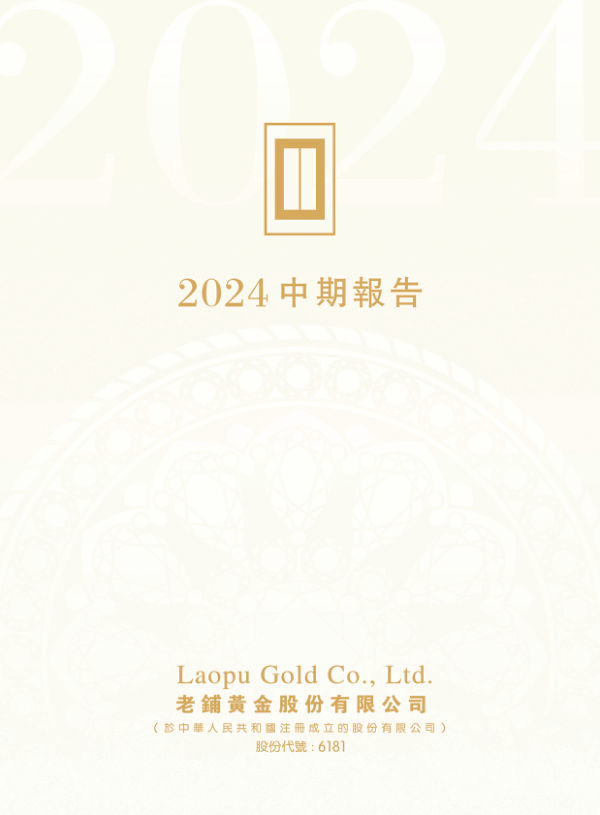 2024
2024 中期報告
Laopu Gold Co., Ltd.
老鋪黃金股份有限公司
（於中華人民共和國注冊成立的股份有限公司）
股份代號：6181